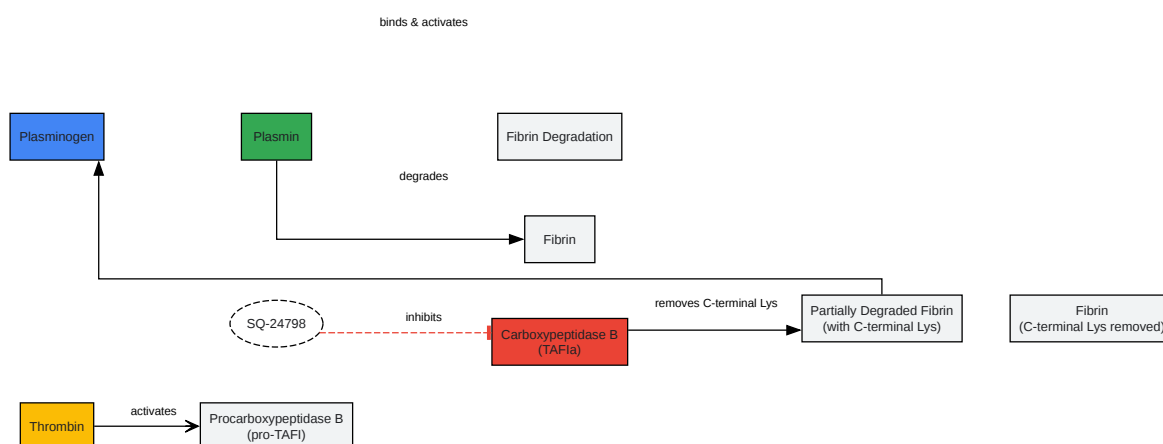 binds & activates
Plasminogen
Plasmin
Fibrin Degradation
degrades
Fibrin
removes C-terminal Lys
Partially Degraded Fibrin
(with C-terminal Lys)
Fibrin
(C-terminal Lys removed)
SQ-24798
inhibits
Carboxypeptidase B
(TAFIa)
Thrombin
activates
Procarboxypeptidase B
(pro-TAFI)